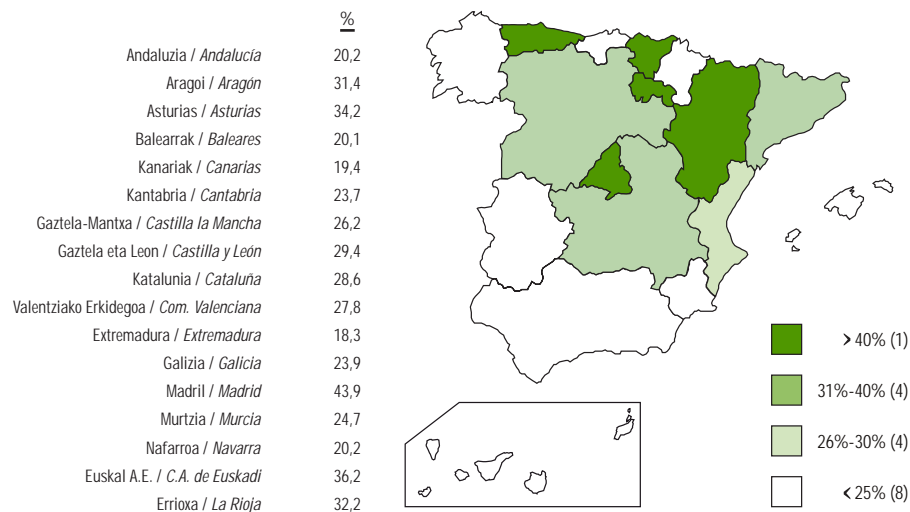 %
Andaluzia / Andalucía 20,2
Aragoi / Aragón 31,4
Asturias / Asturias 34,2
Balearrak / Baleares 20,1
Kanariak / Canarias 19,4
Kantabria / Cantabria 23,7
Gaztela-Mantxa / Castilla la Mancha 26,2
Gaztela eta Leon / Castilla y León 29,4
Katalunia / Cataluña 28,6
Valentziako Erkidegoa / Com. Valenciana 27,8
Extremadura / Extremadura 18,3
Galizia / Galicia 23,9
Madril / Madrid 43,9
Murtzia / Murcia 24,7
Nafarroa / Navarra 20,2
Euskal A.E. / C.A. de Euskadi 36,2
Errioxa / La Rioja 32,2
> 40% (1)
31%-40% (4)
26%-30% (4)
< 25% (8)